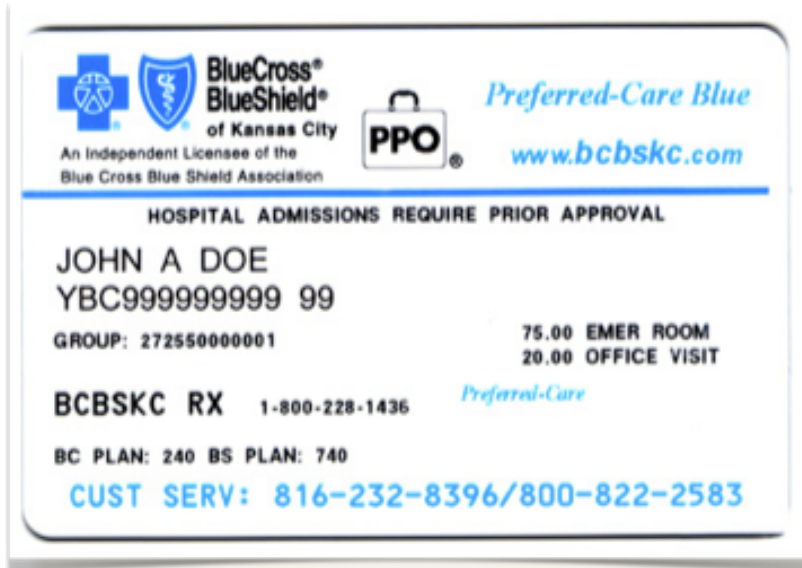 BlueCross®
BlueShield®
of Kansas City
An Independent Licensee of the
Blue Cross Blue Shield Association
PPO®
Preferred-Care Blue
www.bcbskc.com
HOSPITAL ADMISSIONS REQUIRE PRIOR APPROVAL
JOHN A DOE
YBC999999999 99
GROUP: 272550000001
75.00 EMER ROOM
20.00 OFFICE VISIT
BCBSKC RX 1-800-228-1436
Preferred-Care
BC PLAN: 240 BS PLAN: 740
CUST SERV: 816-232-8396/800-822-2583